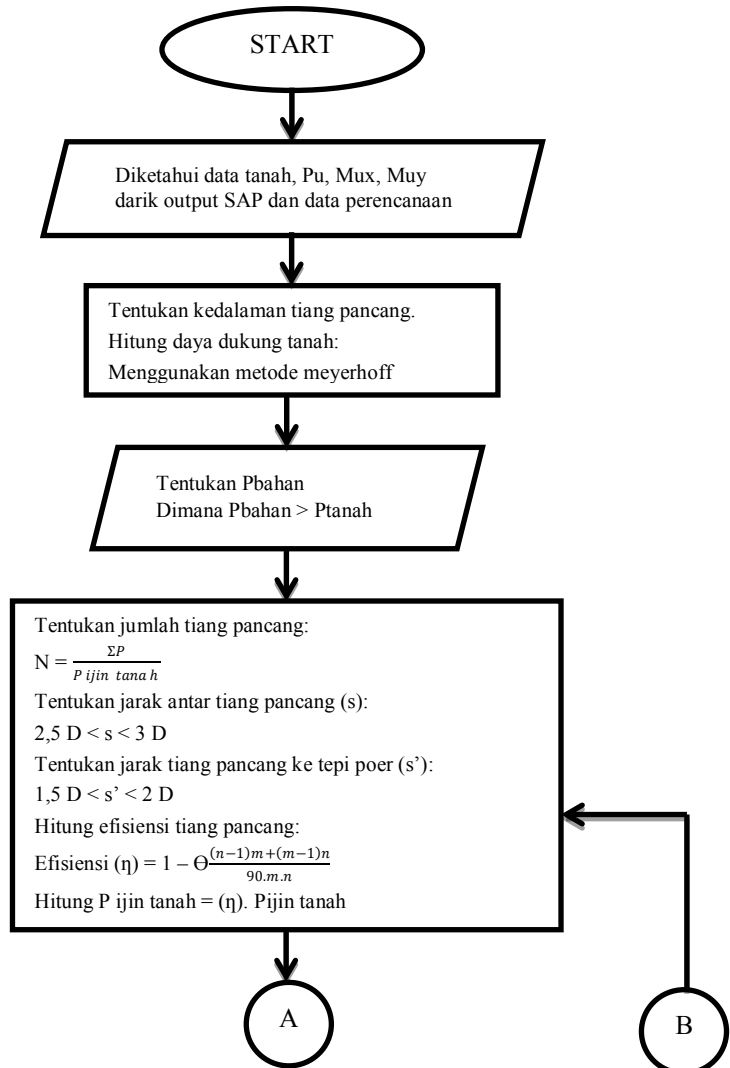 START
Diketahui data tanah, Pu, Mux, Muy
darik output SAP dan data perencanaan
Tentukan kedalaman tiang pancang.
Hitung daya dukung tanah:
Menggunakan metode meyerhoff
Tentukan Pbahan
Dimana Pbahan > Ptanah
Tentukan jumlah tiang pancang:
N = ΣP / P ijin tana h
Tentukan jarak antar tiang pancang (s):
2,5 D < s < 3 D
Tentukan jarak tiang pancang ke tepi poer (s’):
1,5 D < s’ < 2 D
Hitung efisiensi tiang pancang:
Efisiensi (η) = 1 – ϴ (n−1)m+(m−1)n / 90.m.n
Hitung P ijin tanah = (η). Pijin tanah
A
B